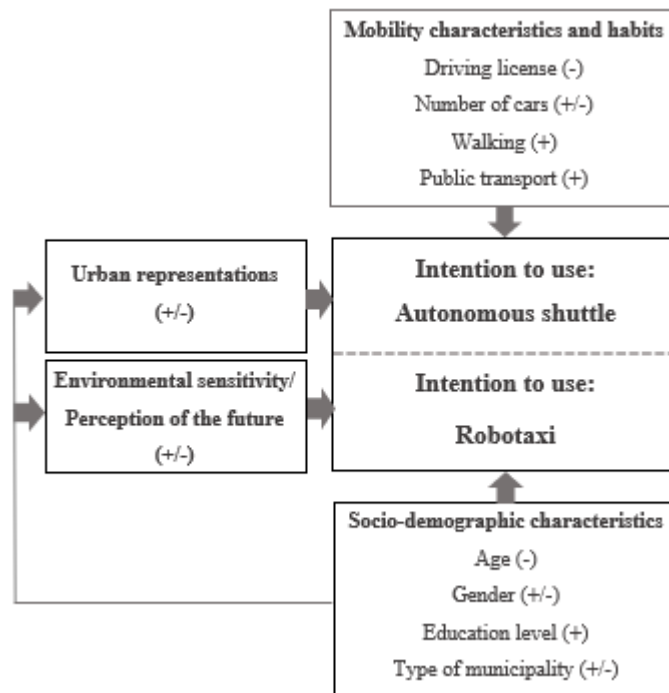 Mobility characteristics and habits
Driving license (-)
Number of cars (+/-)
Walking (+)
Public transport (+)
Urban representations
(+/-)
Environmental sensitivity/
Perception of the future
(+/-)
Intention to use:
Autonomous shuttle
Intention to use:
Robotaxi
Socio-demographic characteristics
Age (-)
Gender (+/-)
Education level (+)
Type of municipality (+/-)